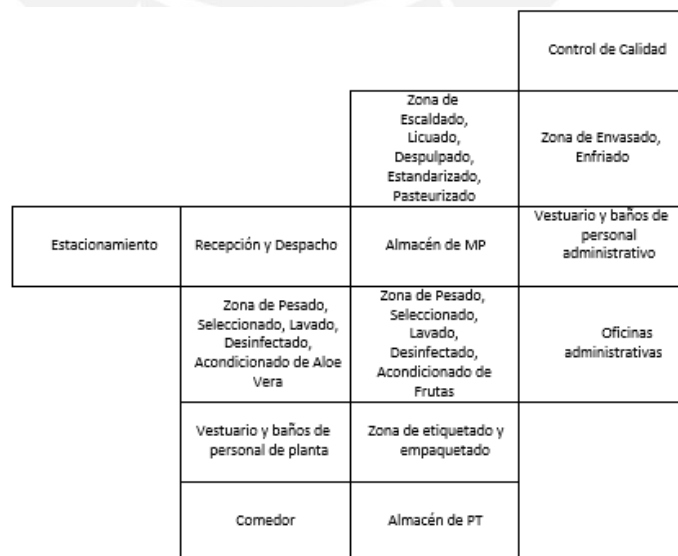 Control de Calidad
Zona de
Escaldado,
Licuado,
Despulpado,
Estandarizado,
Pasteurizado
Zona de Envasado,
Enfriado
Estacionamiento
Recepción y Despacho
Almacén de MP
Vestuario y baños de
personal
administrativo
Zona de Pesado,
Seleccionado, Lavado,
Desinfectado,
Acondicionado de Aloe
Vera
Zona de Pesado,
Seleccionado,
Lavado,
Desinfectado,
Acondicionado de
Frutas
Oficinas
administrativas
Vestuario y baños de
personal de planta
Zona de etiquetado y
empaquetado
Comedor
Almacén de PT